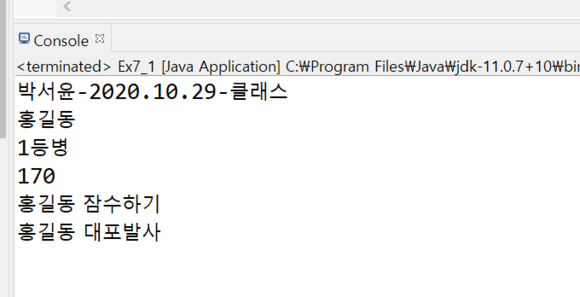 Console
<terminated> Ex7_1 [Java Application] C:₩Program Files₩Java₩jdk-11.0.7+10₩bin
박서윤-2020.10.29-클래스
홍길동
1등병
170
홍길동 잠수하기
홍길동 대포발사